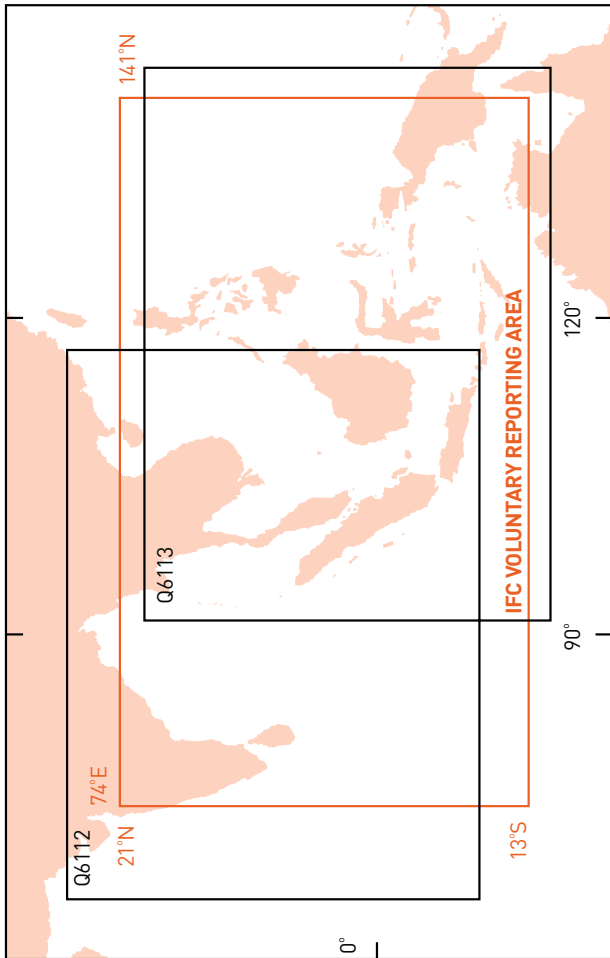 Q6112
74°E
21°N
141°N
Q6113
0°
13°S
IFC VOLUNTARY REPORTING AREA
90°
120°